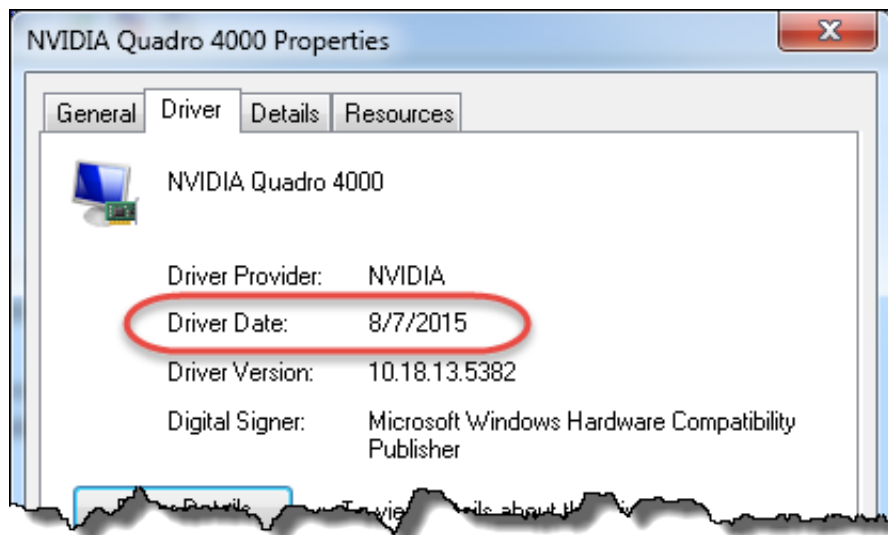 NVIDIA Quadro 4000 Properties
General Driver Details Resources
NVIDIA Quadro 4000
Driver Provider: NVIDIA
Driver Date: 8/7/2015
Driver Version: 10.18.13.5382
Digital Signer: Microsoft Windows Hardware Compatibility
Publisher